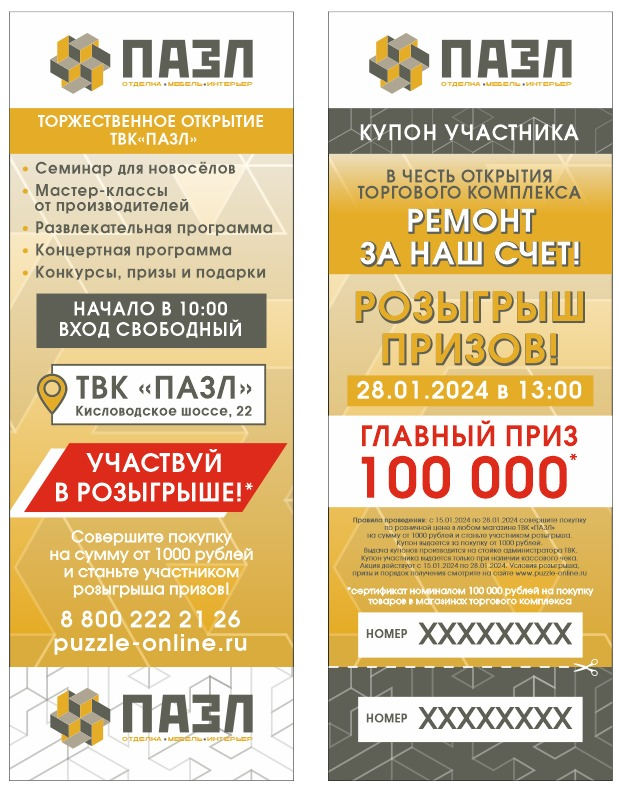 ПАЗЛ
ОТДЕЛКА•МЕБЕЛЬ•ИНТЕРЬЕР
ТОРЖЕСТВЕННОЕ ОТКРЫТИЕ
ТВК«ПАЗЛ»
• Семинар для новосёлов
• Мастер-классы
от производителей
• Развлекательная программа
• Концертная программа
• Конкурсы, призы и подарки
НАЧАЛО В 10:00
ВХОД СВОБОДНЫЙ
ТВК «ПАЗЛ»
Кисловодское шоссе, 22
УЧАСТВУЙ
В РОЗЫГРЫШЕ!*
Совершите покупку
на сумму от 1000 рублей
и станьте участником
розыгрыша призов!
8 800 222 21 26
puzzle-online.ru
ПАЗЛ
ОТДЕЛКА•МЕБЕЛЬ•ИНТЕРЬЕР
ПАЗЛ
ОТДЕЛКА•МЕБЕЛЬ•ИНТЕРЬЕР
КУПОН УЧАСТНИКА
В ЧЕСТЬ ОТКРЫТИЯ
ТОРГОВОГО КОМПЛЕКСА
РЕМОНТ
ЗА НАШ СЧЕТ!
РОЗЫГРЫШ
ПРИЗОВ!
28.01.2024 в 13:00
ГЛАВНЫЙ ПРИЗ
100 000*
Правила проведения: с 15.01.2024 по 28.01.2024 совершите покупку
по розничной цене в любом магазине ТВК «ПАЗЛ»
на сумму от 1000 рублей и станьте участником розыгрыша.
Купон выдается за покупку от 1000 рублей.
Выдача купонов производится на стойке администратора ТВК.
Купон участника выдается только при наличии кассового чека.
Акция действует с 15.01.2024 по 28.01.2024. Условия розыгрыша,
призы и порядок получения смотрите на сайте www.puzzle-online.ru
*сертификат номиналом 100 000 рублей на покупку
товаров в магазинах торгового комплекса
НОМЕР XXXXXXXX
НОМЕР XXXXXXXX